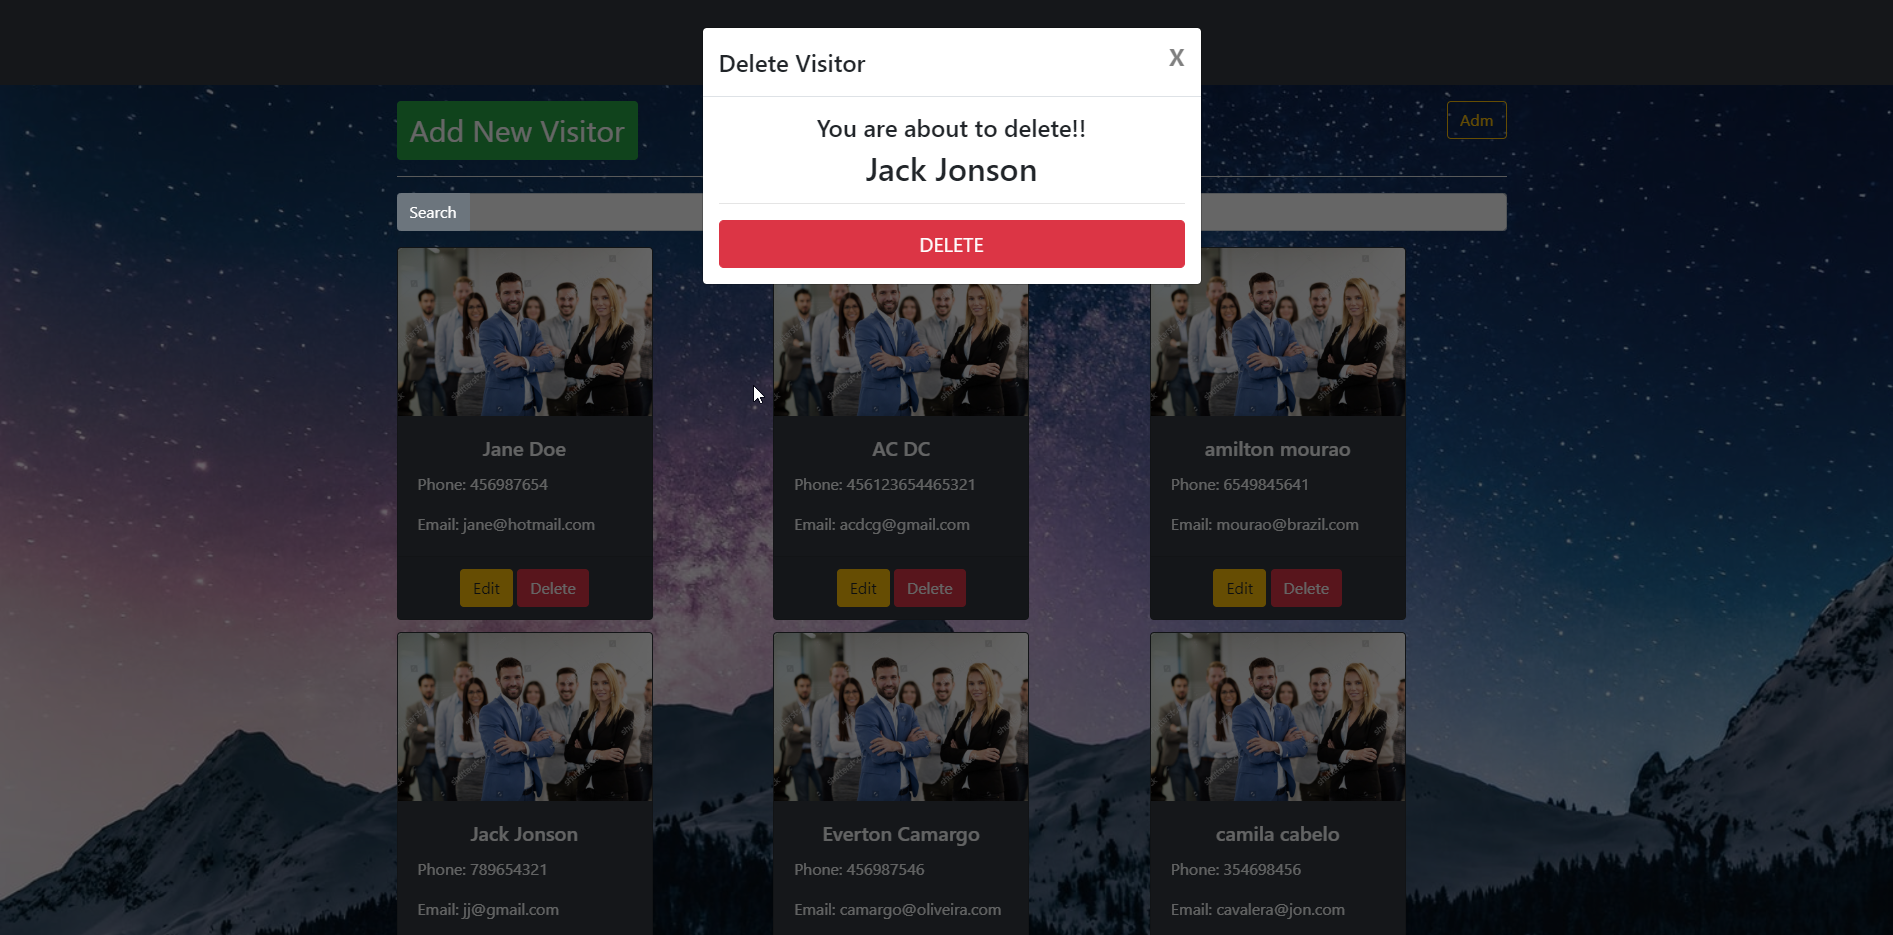 Delete Visitor
X
You are about to delete!!
Jack Jonson
DELETE
Add New Visitor
Adm
Search
Jane Doe
Phone: 456987654
Email: jane@hotmail.com
Edit
Delete
AC DC
Phone: 456123654465321
Email: acdcg@gmail.com
Edit
Delete
amilton mourao
Phone: 6549845641
Email: mourao@brazil.com
Edit
Delete
Jack Jonson
Phone: 789654321
Email: jj@gmail.com
Everton Camargo
Phone: 456987546
Email: camargo@oliveira.com
camila cabelo
Phone: 354698456
Email: cavalera@jon.com